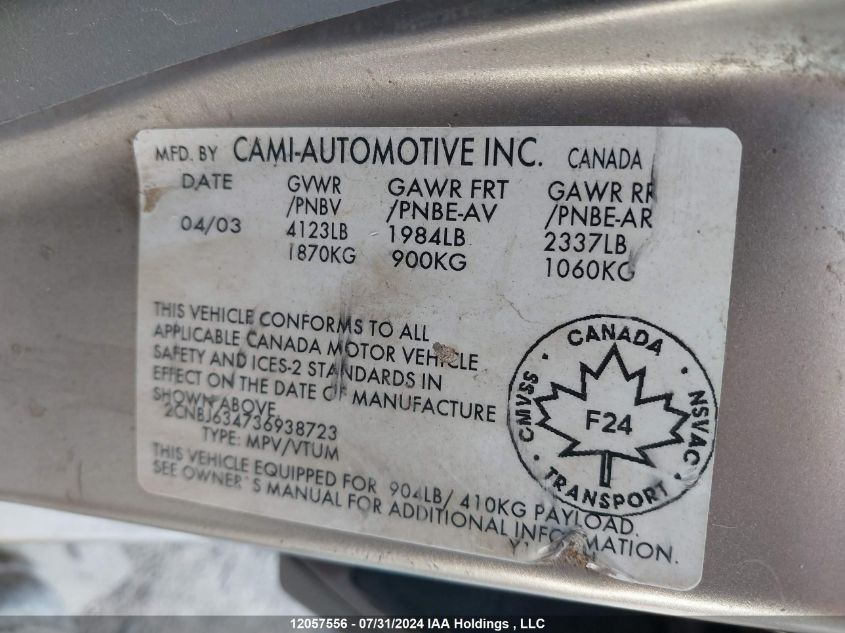 MFD. BY CAMI-AUTOMOTIVE INC. CANADA
DATE GVWR GAWR FRT GAWR RR
/PNBV /PNBE-AV /PNBE-AR
04/03 4123LB 1984LB 2337LB
1870KG 900KG 1060KG
THIS VEHICLE CONFORMS TO ALL
APPLICABLE CANADA MOTOR VEHICLE
SAFETY AND ICES-2 STANDARDS IN
EFFECT ON THE DATE OF MANUFACTURE
SHOWN ABOVE.
2CNBJ634736938723
TYPE: MPV/VTUM
THIS VEHICLE EQUIPPED FOR 904LB/ 410KG PAYLOAD.
SEE OWNER'S MANUAL FOR ADDITIONAL INFORMATION.
CANADA
CMVSS
NSVAC
F24
TRANSPORT
12057556 - 07/31/2024 IAA Holdings , LLC